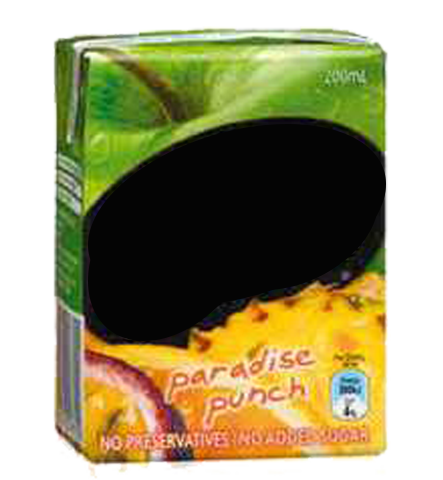 200mL
paradise
punch
NO PRESERVATIVES NO ADDED SUGAR